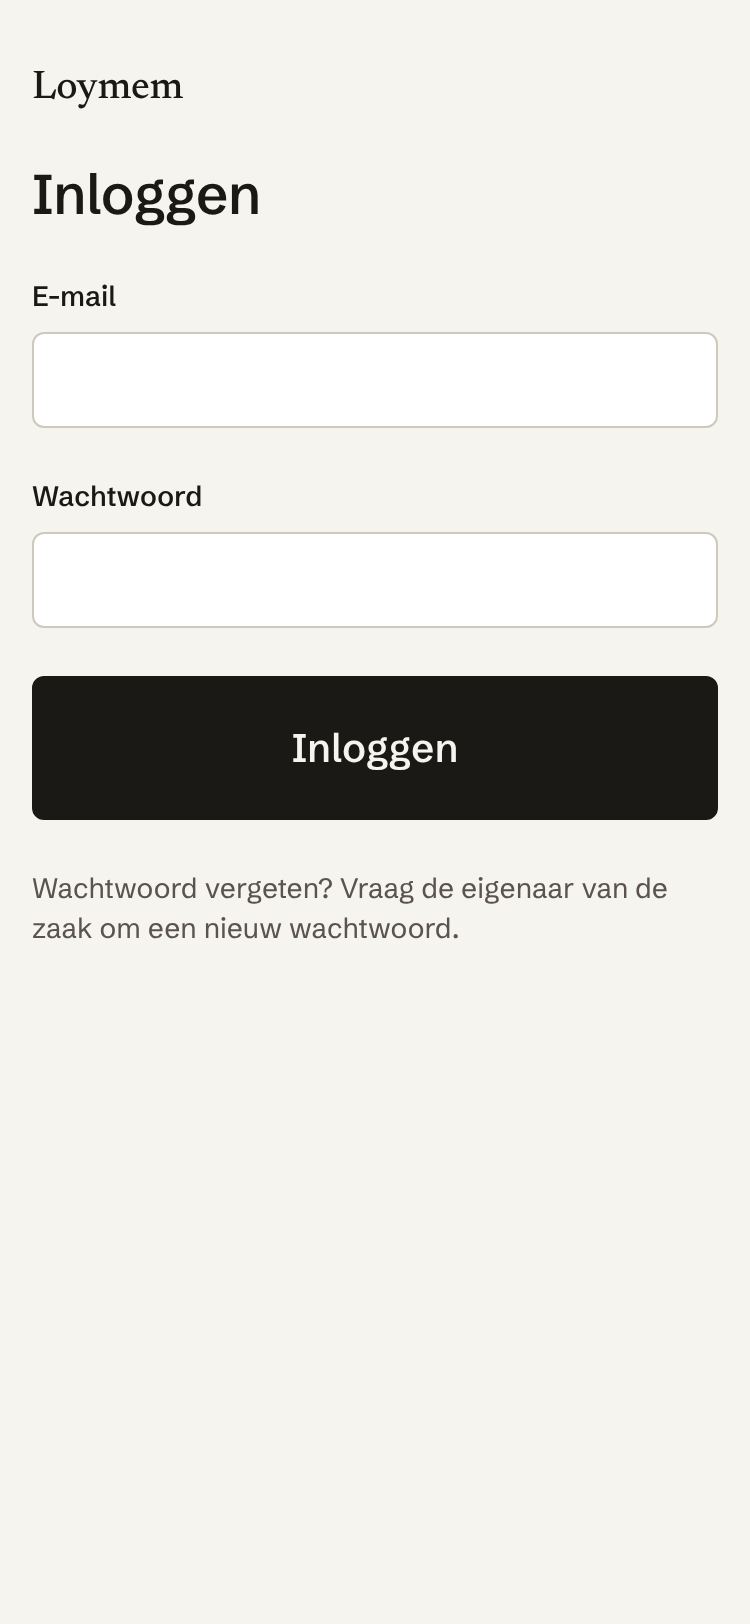 Loymem
Inloggen
E-mail
Wachtwoord
Inloggen
Wachtwoord vergeten? Vraag de eigenaar van de
zaak om een nieuw wachtwoord.